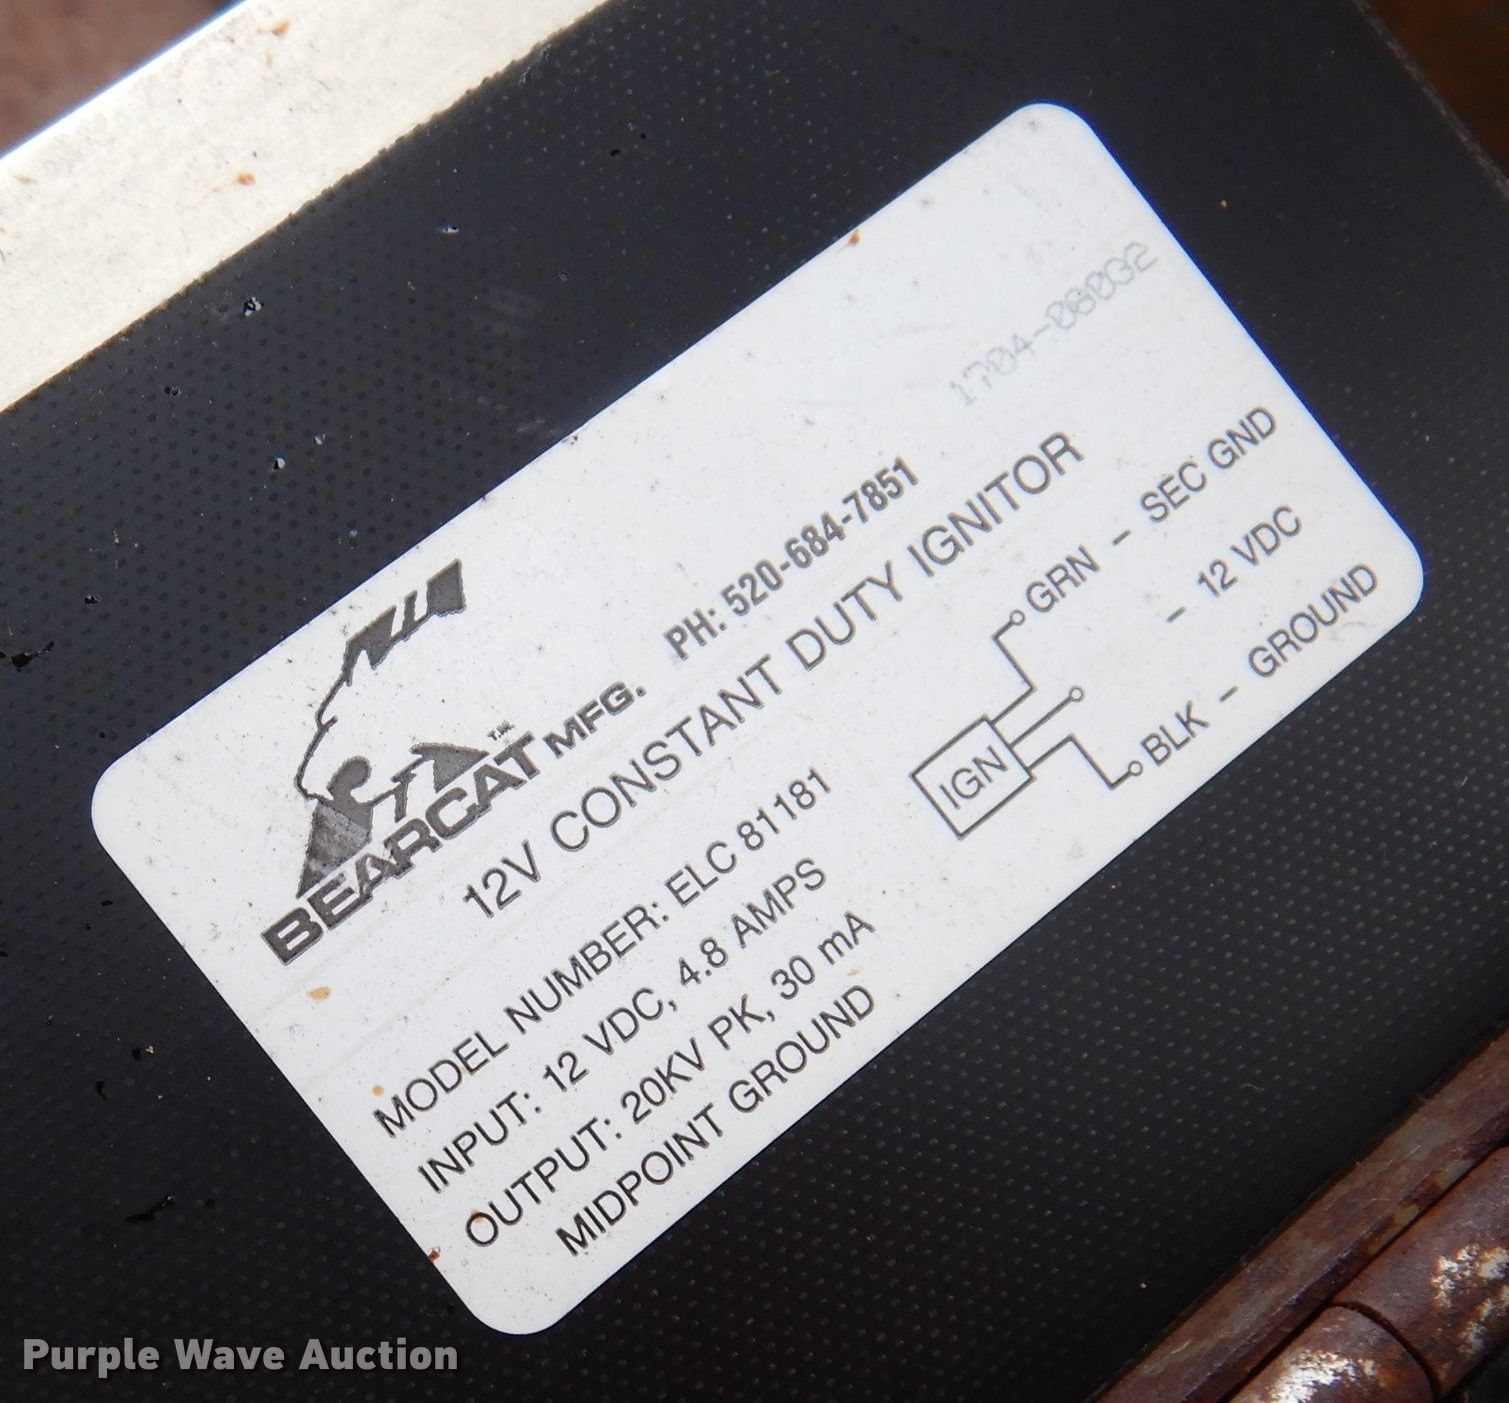 1704-08032
BEARCAT MFG.™ PH: 520-684-7851
12V CONSTANT DUTY IGNITOR
MODEL NUMBER: ELC 81181
INPUT: 12 VDC, 4.8 AMPS
OUTPUT: 20KV PK, 30 mA
MIDPOINT GROUND
IGN
GRN – SEC GND
– 12 VDC
BLK – GROUND
Purple Wave Auction